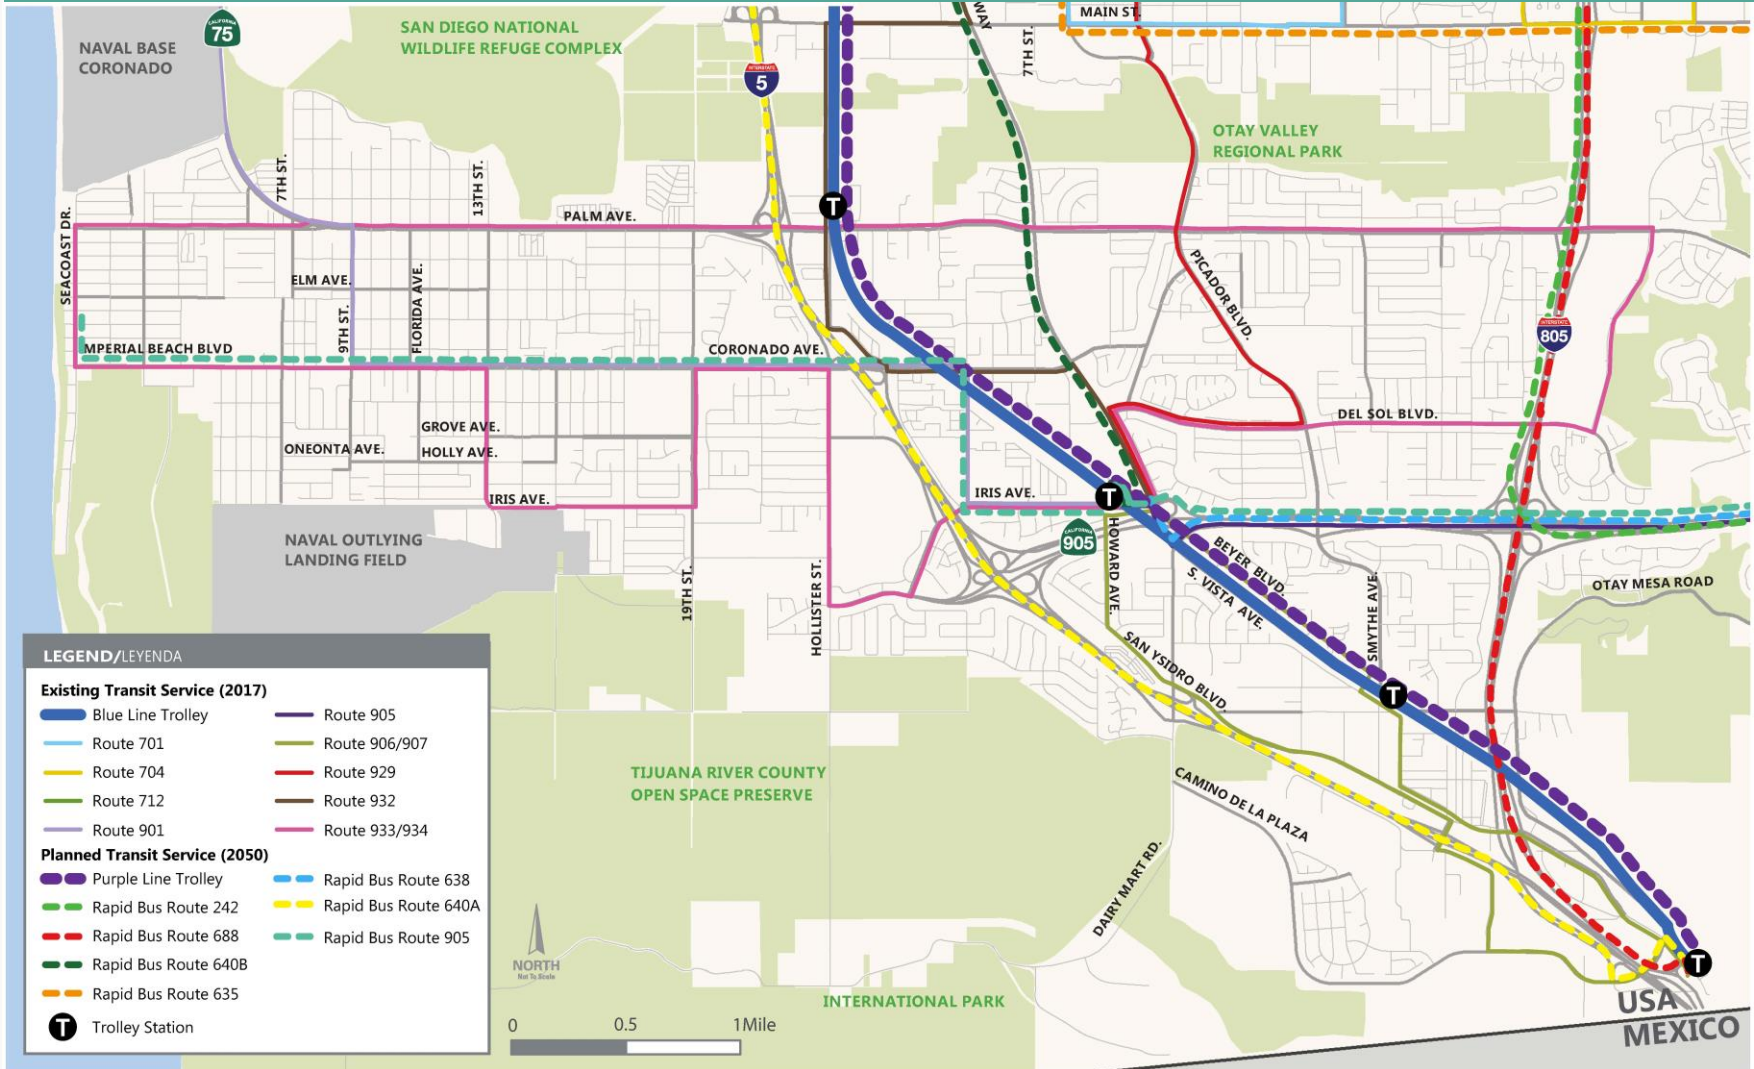 CALIFORNIA
75
NAVAL BASE
CORONADO
SAN DIEGO NATIONAL
WILDLIFE REFUGE COMPLEX
INTERSTATE
5
WAY
7TH ST.
MAIN ST.
OTAY VALLEY
REGIONAL PARK
7TH ST.
13TH ST.
PALM AVE.
T
SEACOAST DR.
ELM AVE.
9TH ST.
FLORIDA AVE.
PICADOR BLVD.
INTERSTATE
805
MPERIAL BEACH BLVD
CORONADO AVE.
GROVE AVE.
ONEONTA AVE.
HOLLY AVE.
DEL SOL BLVD.
IRIS AVE.
IRIS AVE.
T
CALIFORNIA
905
HOWARD AVE.
NAVAL OUTLYING
LANDING FIELD
19TH ST.
HOLLISTER ST.
BEYER BLVD.
S. VISTA AVE.
SMYTHE AVE.
OTAY MESA ROAD
SAN YSIDRO BLVD.
T
TIJUANA RIVER COUNTY
OPEN SPACE PRESERVE
CAMINO DE LA PLAZA
DAIRY MART RD.
INTERNATIONAL PARK
T
USA
MEXICO
LEGEND/LEYENDA
Existing Transit Service (2017)
Blue Line Trolley
Route 701
Route 704
Route 712
Route 901
Route 905
Route 906/907
Route 929
Route 932
Route 933/934
Planned Transit Service (2050)
Purple Line Trolley
Rapid Bus Route 242
Rapid Bus Route 688
Rapid Bus Route 640B
Rapid Bus Route 635
Rapid Bus Route 638
Rapid Bus Route 640A
Rapid Bus Route 905
T Trolley Station
NORTH
Not To Scale
0 0.5 1Mile